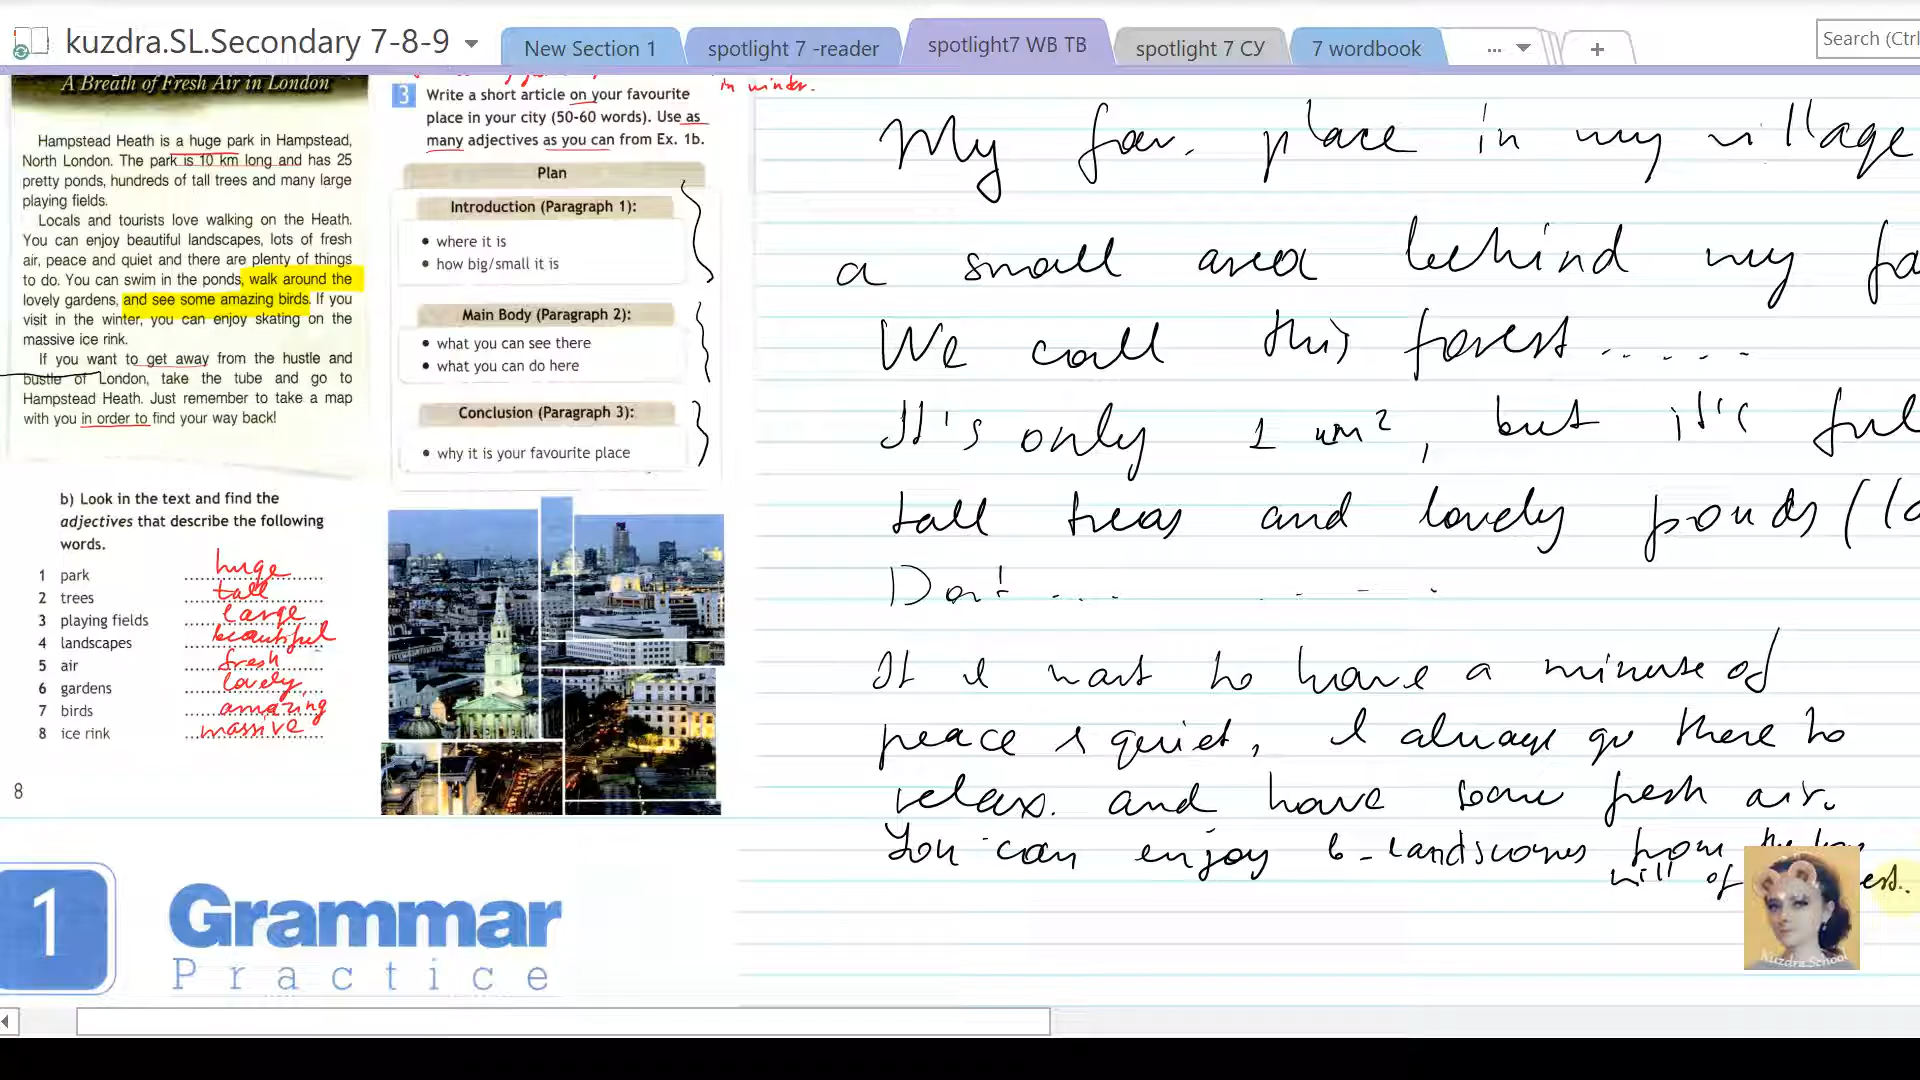 kuzdra.SL.Secondary 7-8-9
New Section 1
spotlight 7 -reader
spotlight7 WB TB
spotlight 7 СУ
7 wordbook
...
+
Search (Ctrl
A Breath of Fresh Air in London
Hampstead Heath is a huge park in Hampstead,
North London. The park is 10 km long and has 25
pretty ponds, hundreds of tall trees and many large
playing fields.
Locals and tourists love walking on the Heath.
You can enjoy beautiful landscapes, lots of fresh
air, peace and quiet and there are plenty of things
to do. You can swim in the ponds, walk around the
lovely gardens, and see some amazing birds. If you
visit in the winter, you can enjoy skating on the
massive ice rink.
If you want to get away from the hustle and
bustle of London, take the tube and go to
Hampstead Heath. Just remember to take a map
with you in order to find your way back!
b) Look in the text and find the
adjectives that describe the following
words.
1 park huge
2 trees tall
3 playing fields large
4 landscapes beautiful
5 air fresh
6 gardens lovely
7 birds amazing
8 ice rink massive
8
in winter.
3 Write a short article on your favourite
place in your city (50-60 words). Use as
many adjectives as you can from Ex. 1b.
Plan
Introduction (Paragraph 1):
• where it is
• how big/small it is
Main Body (Paragraph 2):
• what you can see there
• what you can do here
Conclusion (Paragraph 3):
• why it is your favourite place
My fav. place in my village
a small area behind my
We call this forest.....
It's only 1 km², but it's
tall trees and lovely ponds (
Don't ... . - - .
If I want to have a minute of
peace & quiet, I always go there to
relax. and have some fresh air.
You can enjoy b-landscapes from the
hill of
1
Grammar
Practice
Kuzdra.School